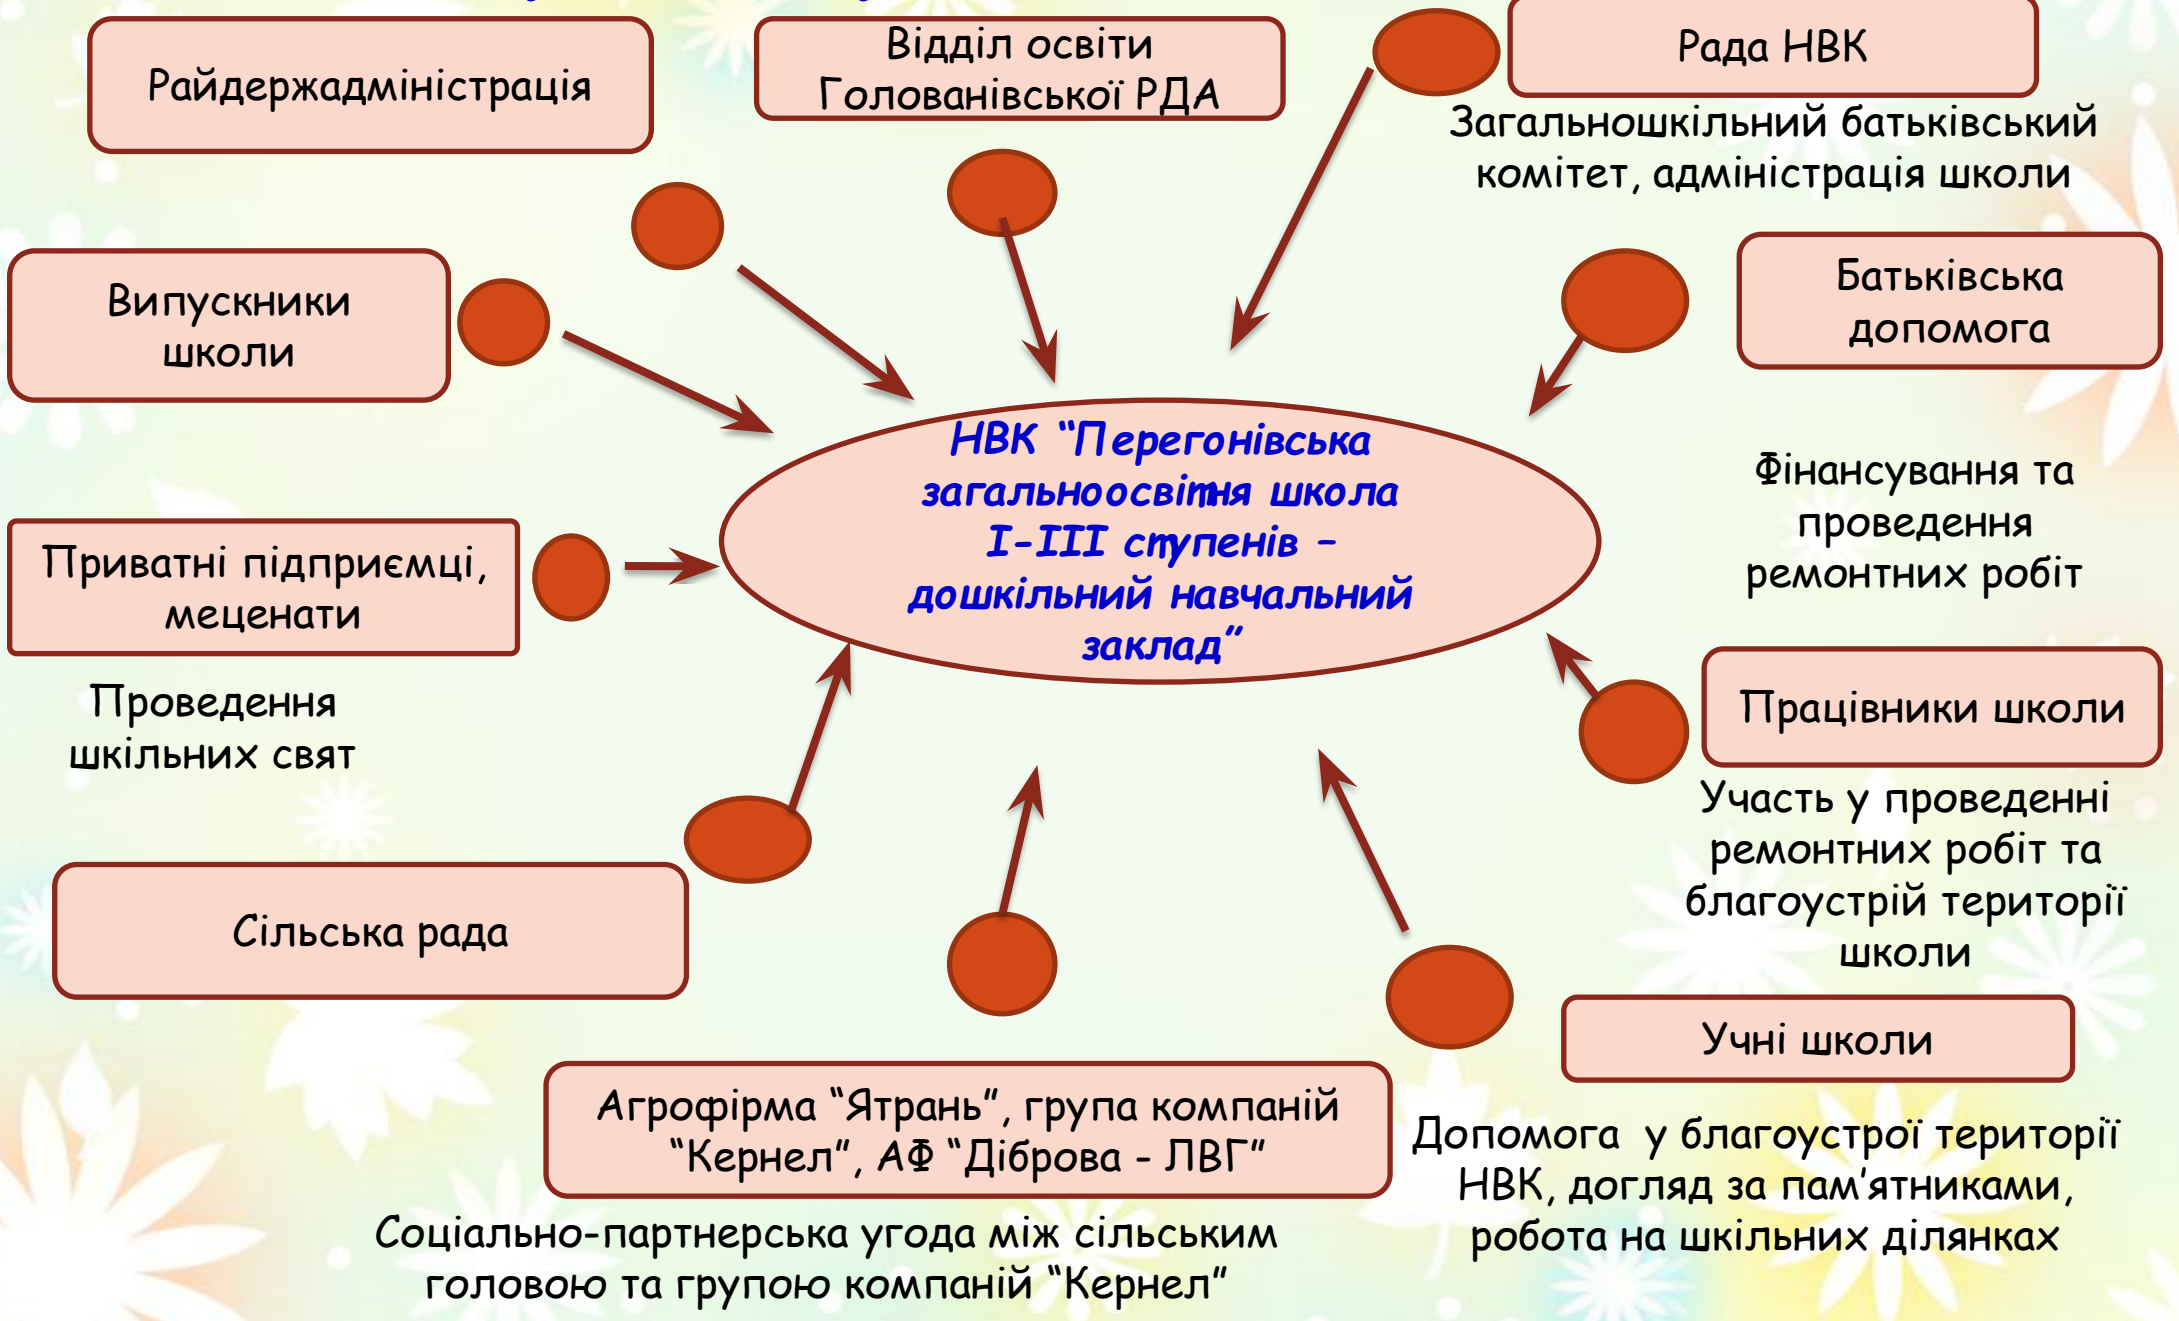 Райдержадміністрація
Відділ освіти
Голованівської РДА
Рада НВК
Загальношкільний батьківський
комітет, адміністрація школи
Випускники
школи
Батьківська
допомога
НВК “Перегонівська
загальноосвітня школа
І-ІІІ ступенів –
дошкільний навчальний
заклад”
Фінансування та
проведення
ремонтних робіт
Приватні підприємці,
меценати
Проведення
шкільних свят
Працівники школи
Участь у проведенні
ремонтних робіт та
благоустрій території
школи
Сільська рада
Учні школи
Агрофірма “Ятрань”, група компаній
“Кернел”, АФ “Діброва - ЛВГ”
Допомога у благоустрої території
НВК, догляд за пам’ятниками,
робота на шкільних ділянках
Соціально-партнерська угода між сільським
головою та групою компаній “Кернел”